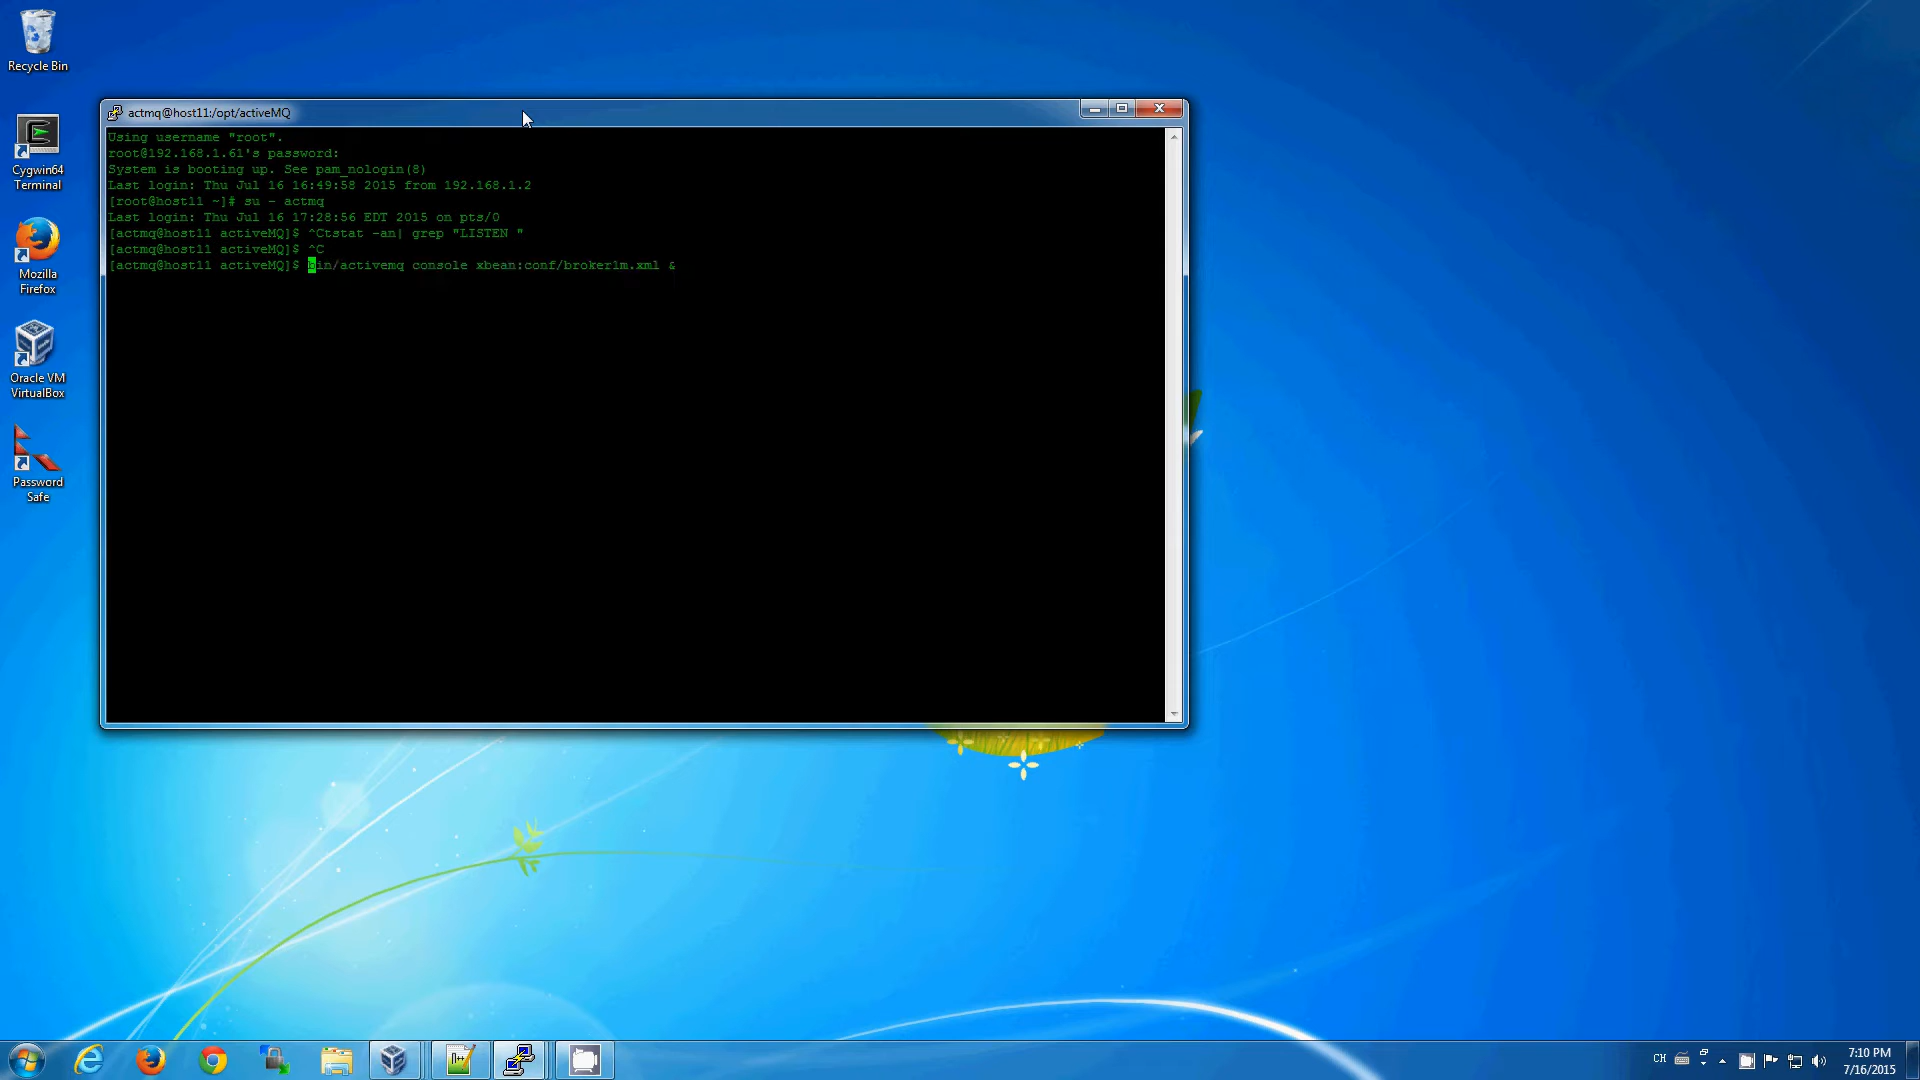 Recycle Bin
Cygwin64
Terminal
Mozilla
Firefox
Oracle VM
VirtualBox
Password
Safe
actmq@host11:/opt/activeMQ
Using username "root".
root@192.168.1.61's password:
System is booting up. See pam_nologin(8)
Last login: Thu Jul 16 16:49:58 2015 from 192.168.1.2
[root@host11 ~]# su - actmq
Last login: Thu Jul 16 17:28:56 EDT 2015 on pts/0
[actmq@host11 activeMQ]$ ^Ctstat -an| grep "LISTEN "
[actmq@host11 activeMQ]$ ^C
[actmq@host11 activeMQ]$ bin/activemq console xbean:conf/broker1m.xml &
CH
7:10 PM
7/16/2015